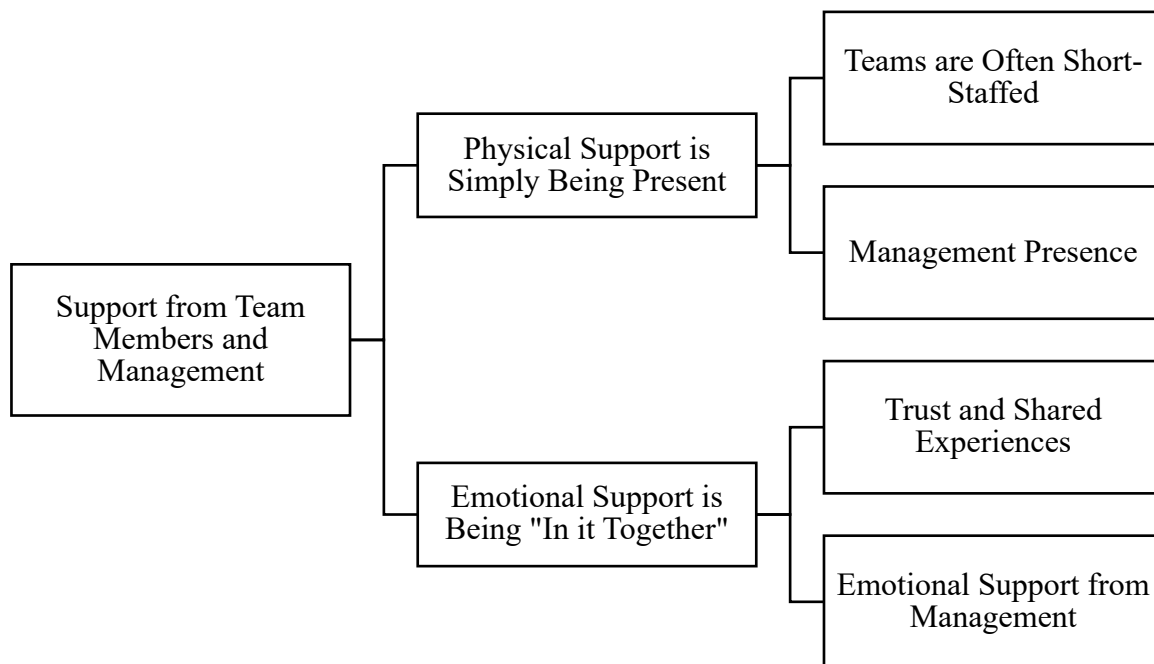 Support from Team
Members and
Management
Physical Support is
Simply Being Present
Teams are Often Short-
Staffed
Management Presence
Emotional Support is
Being "In it Together"
Trust and Shared
Experiences
Emotional Support from
Management